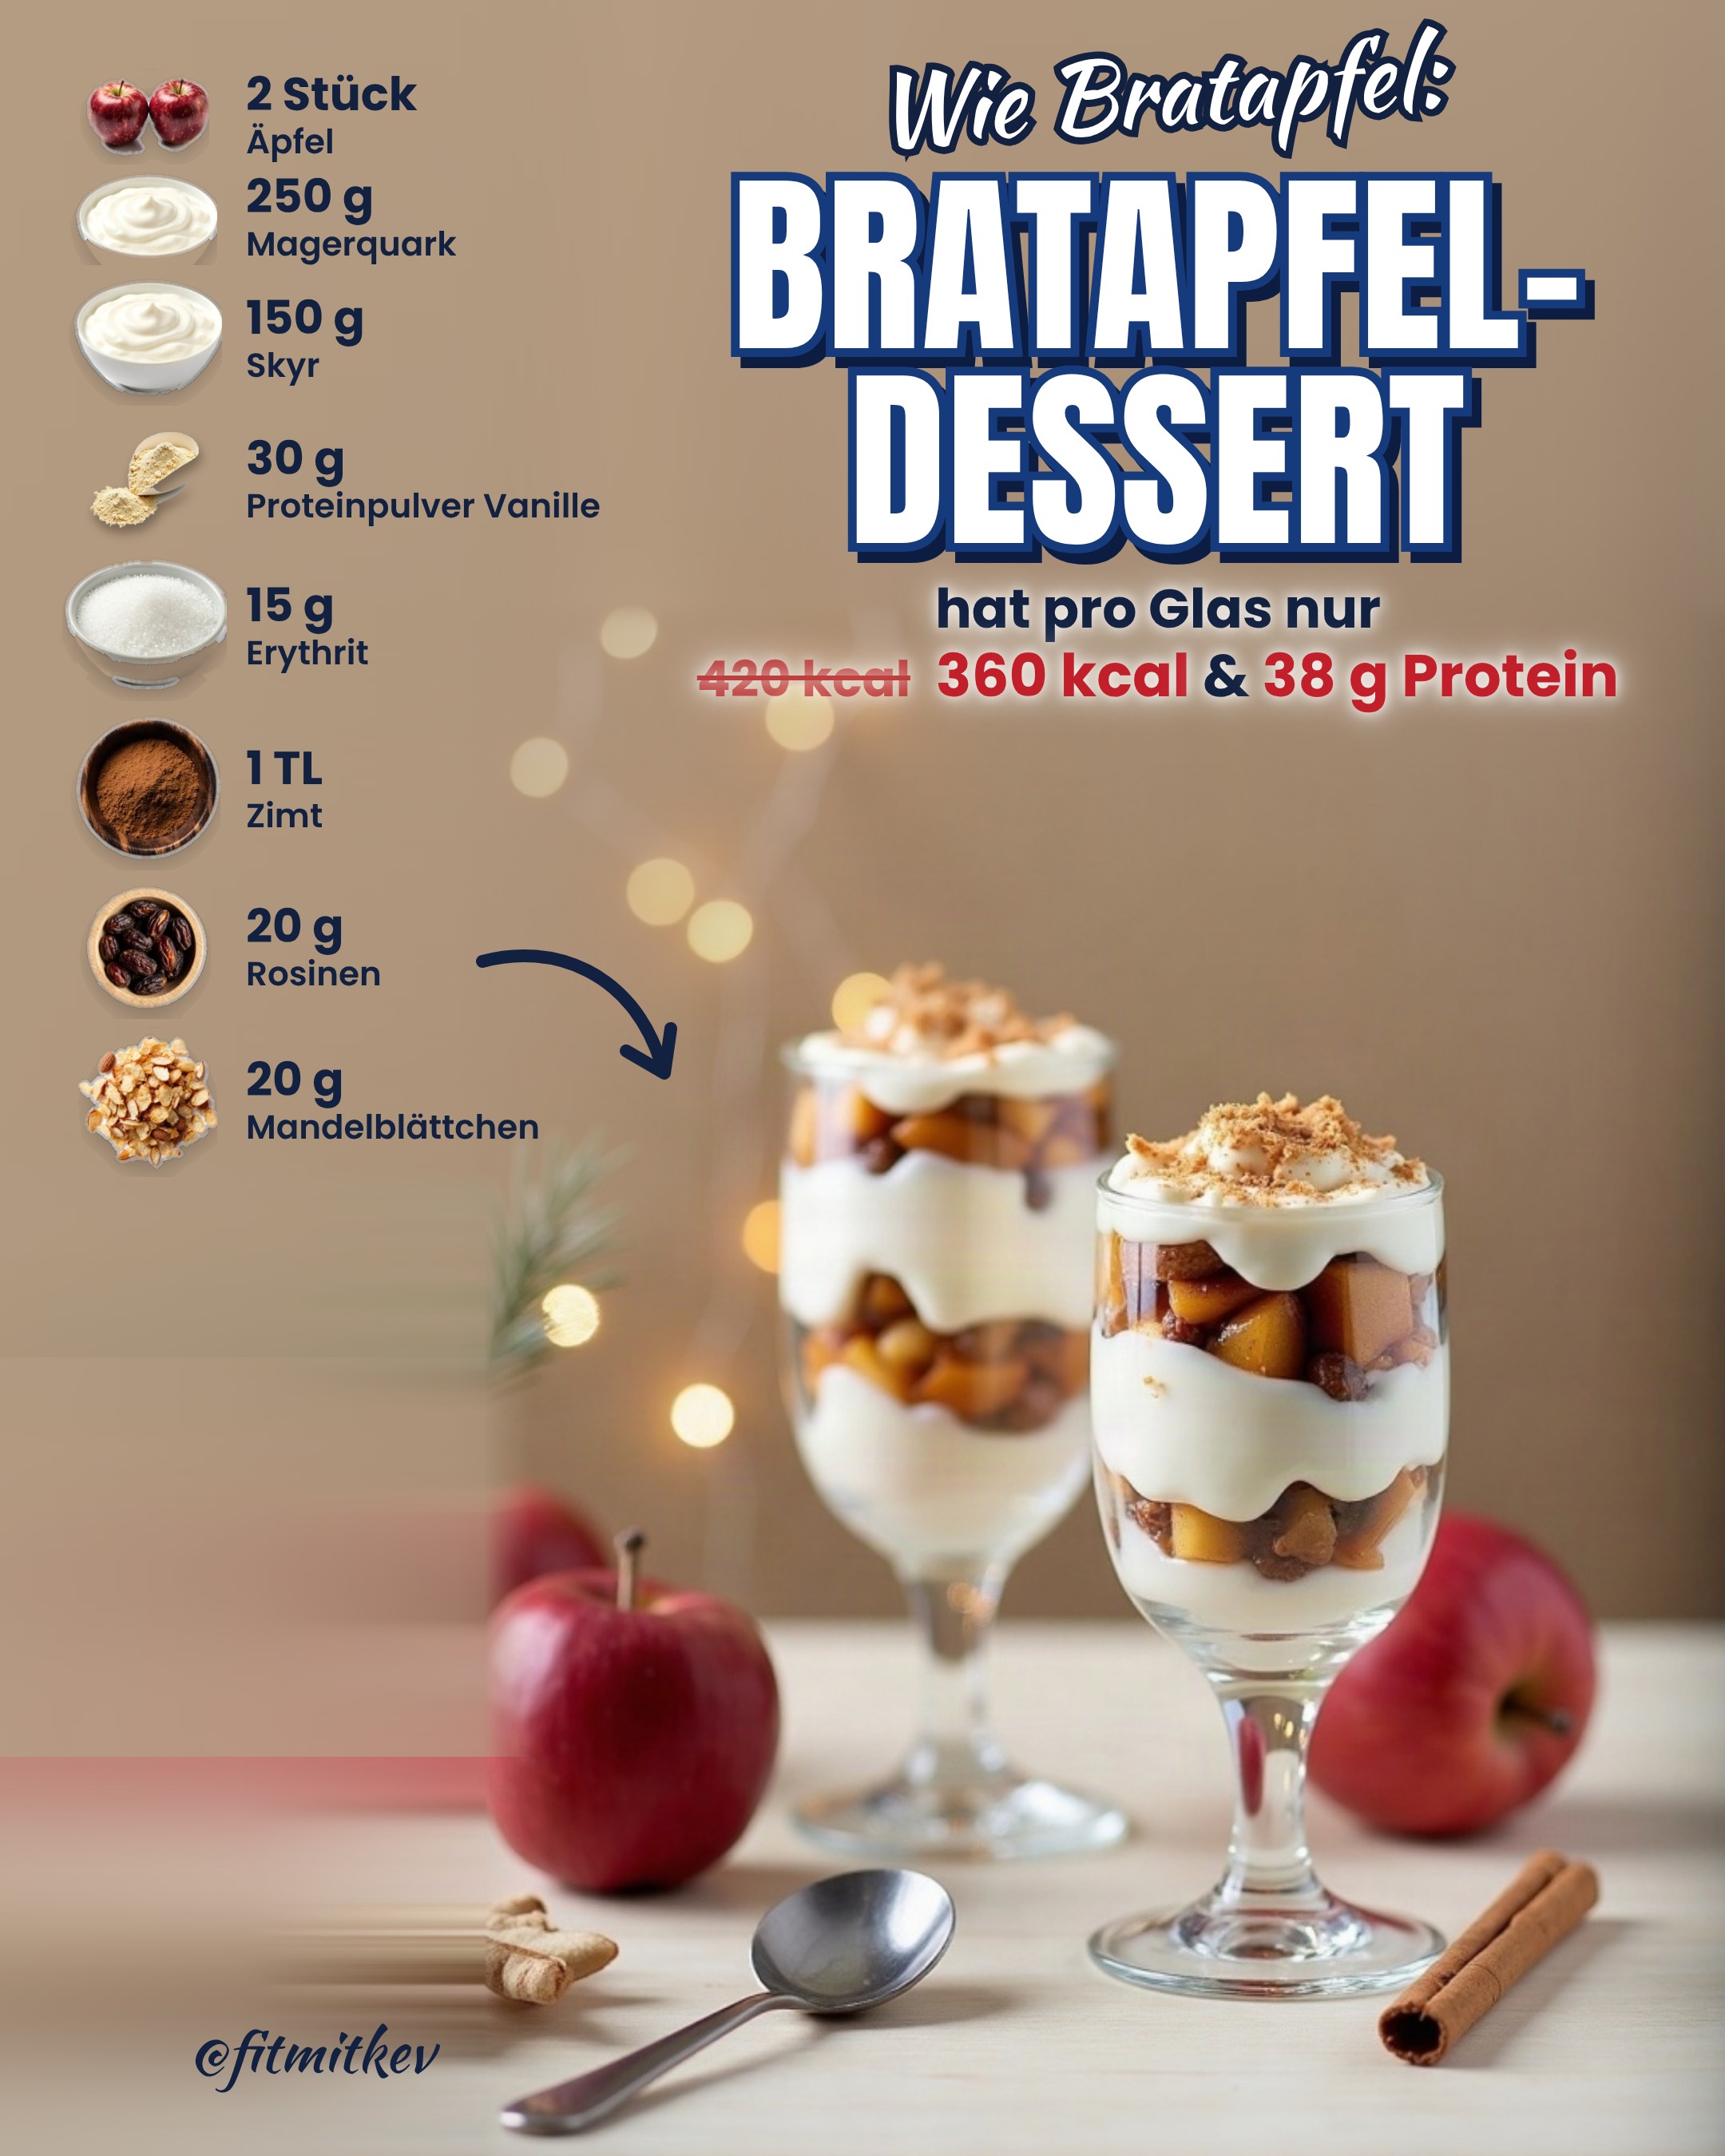 Wie Bratapfel:
BRATAPFEL-
DESSERT
hat pro Glas nur
420 kcal 360 kcal & 38 g Protein
2 Stück
Äpfel
250 g
Magerquark
150 g
Skyr
30 g
Proteinpulver Vanille
15 g
Erythrit
1 TL
Zimt
20 g
Rosinen
20 g
Mandelblättchen
@fitmitkev